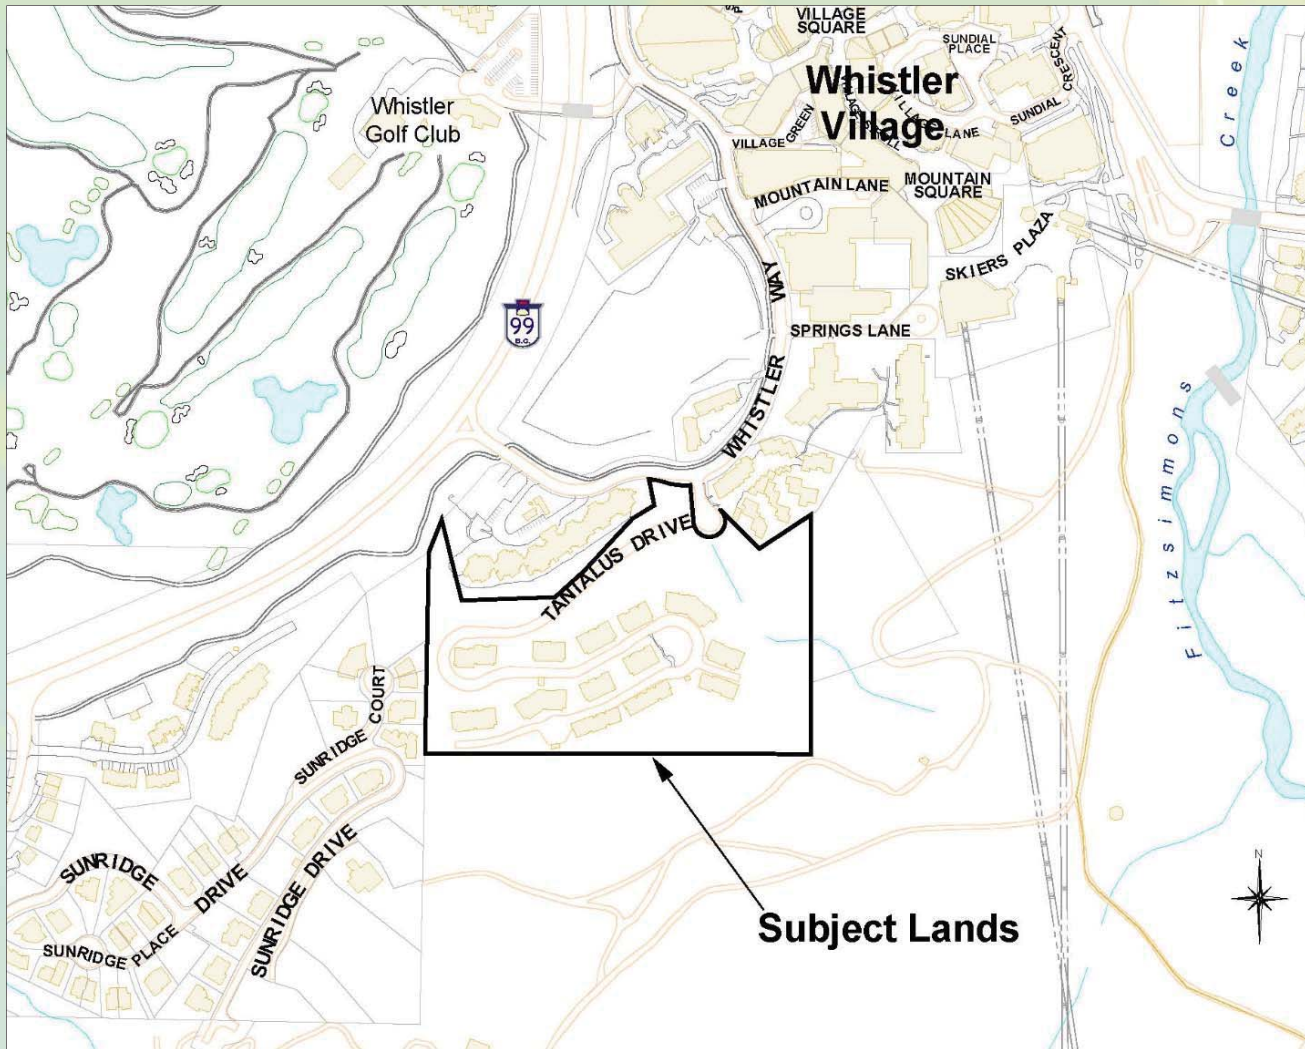 VILLAGE
SQUARE
SUNDIAL
PLACE
CRESCENT
Creek
Whistler
Village
Whistler
Golf Club
GREEN
VILLAGE
LANE
SUNDIAL
VILLAGE
MOUNTAIN LANE
MOUNTAIN
SQUARE
SKIERS PLAZA
WAY
99
B.C.
SPRINGS LANE
WHISTLER
Fitzsimmons
TANTALUS DRIVE
COURT
SUNRIDGE
SUNRIDGE
DRIVE
SUNRIDGE DRIVE
SUNRIDGE PLACE
Subject Lands
N